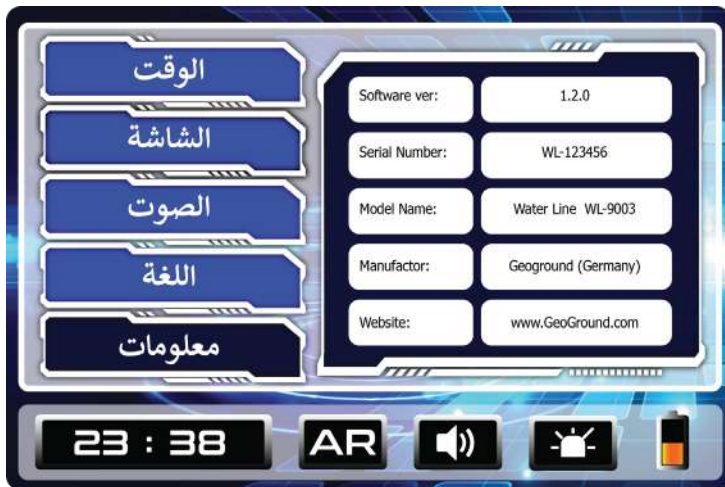 الوقت
الشاشة
الصوت
اللغة
معلومات
Software ver: 1.2.0
Serial Number: WL-123456
Model Name: Water Line WL-9003
Manufactor: Geoground (Germany)
Website: www.GeoGround.com
23 : 38 AR